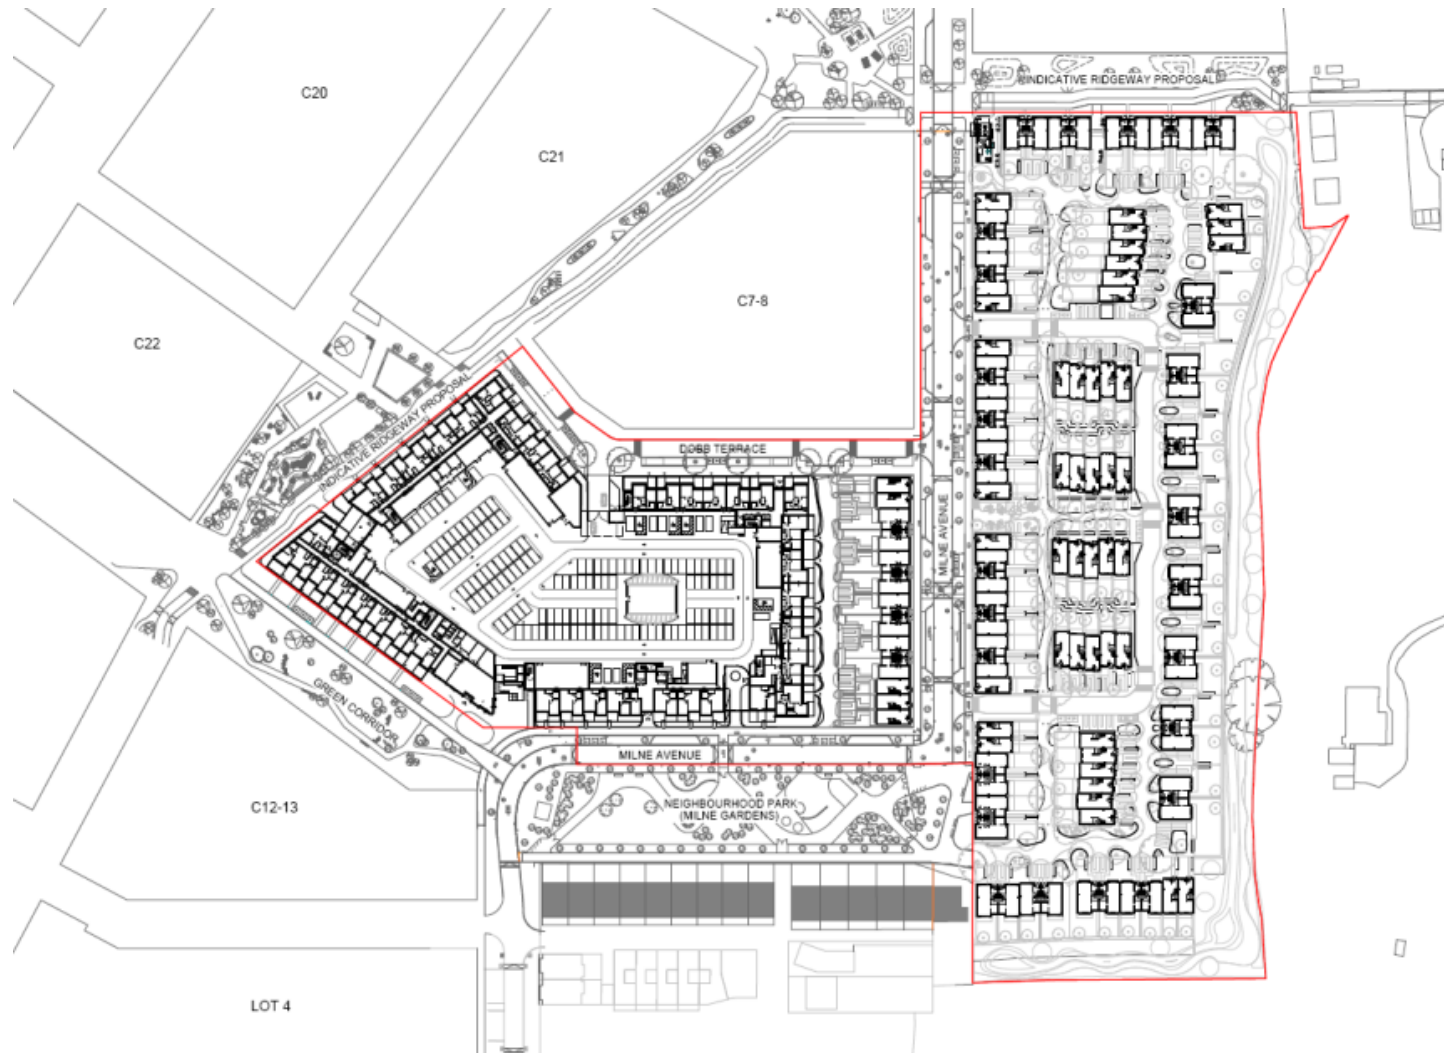 INDICATIVE RIDGEWAY PROPOSAL
C20
C21
C7-8
C22
INDICATIVE RIDGEWAY PROPOSAL
DOBB TERRACE
MILNE AVENUE
GREEN CORRIDOR
MILNE AVENUE
NEIGHBOURHOOD PARK
(MILNE GARDENS)
C12-13
LOT 4